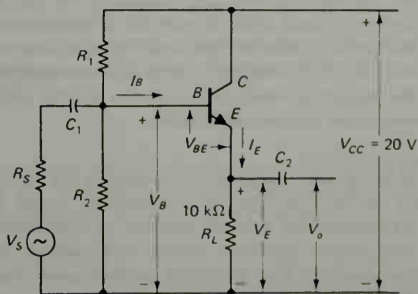 +
R1
IB
B
C
E
C1
+
VBE
IE
C2
VCC = 20 V
RS
R2
VB
10 kΩ
+
RL
VE
Vo
VS
~
−
−
−
−